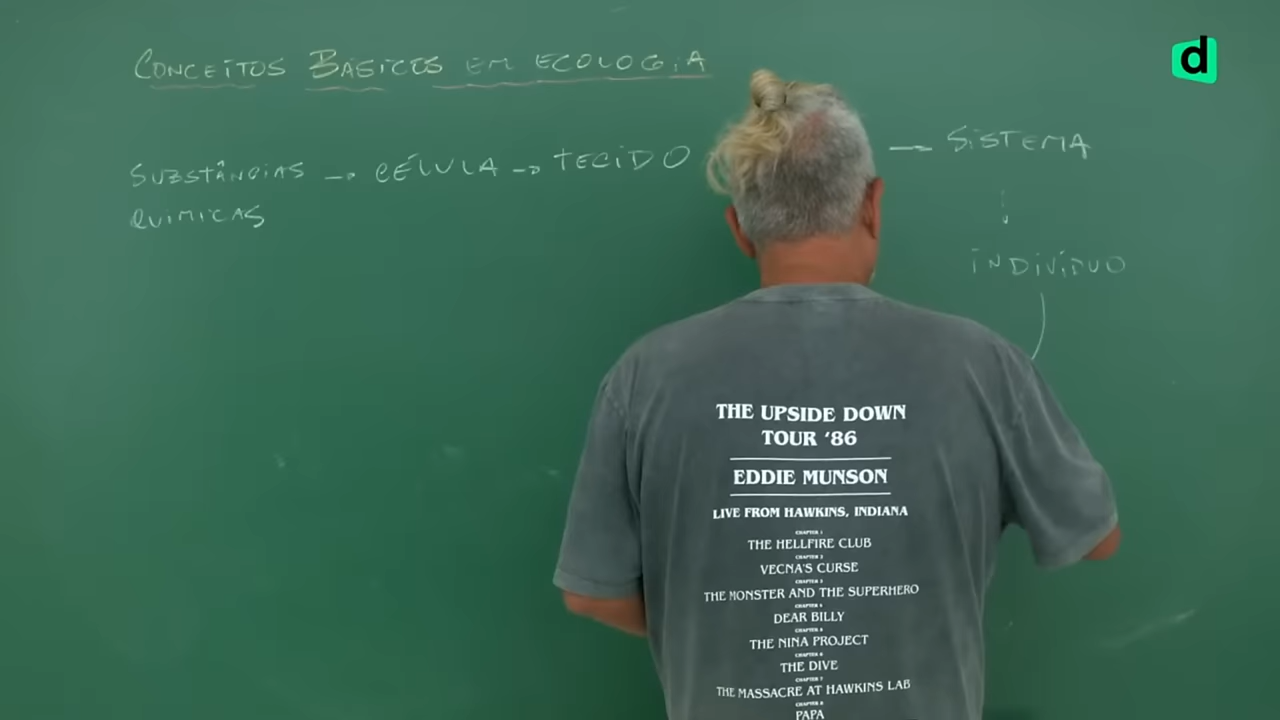 CONCEITOS BÁSICOS EM ECOLOGIA
d
SUBSTÂNCIAS → CÉLULA → TECIDO — SISTEMA
QUÍMICAS
INDIVÍDUO
THE UPSIDE DOWN
TOUR '86
EDDIE MUNSON
LIVE FROM HAWKINS, INDIANA
CHAPTER 1
THE HELLFIRE CLUB
CHAPTER 2
VECNA'S CURSE
CHAPTER 3
THE MONSTER AND THE SUPERHERO
CHAPTER 4
DEAR BILLY
CHAPTER 5
THE NINA PROJECT
CHAPTER 6
THE DIVE
CHAPTER 7
THE MASSACRE AT HAWKINS LAB
CHAPTER 8
PAPA